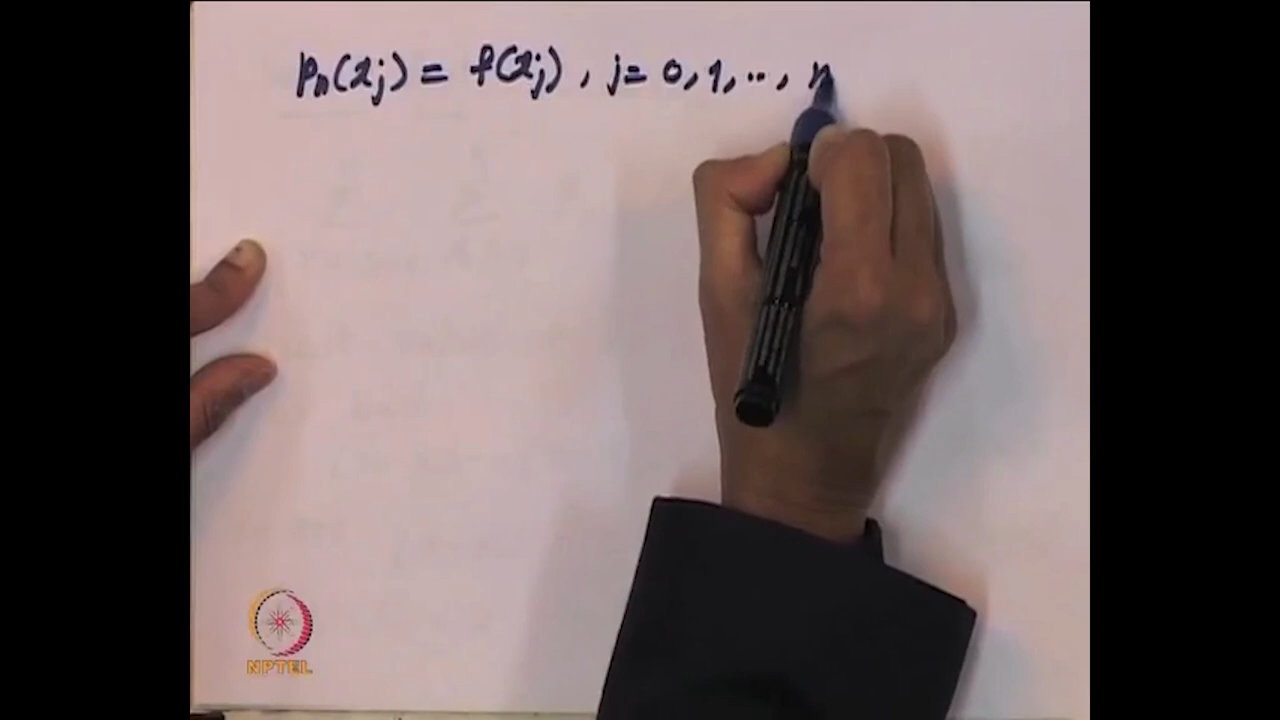 pₙ(xⱼ) = f(xⱼ), j = 0, 1, .., n
NPTEL